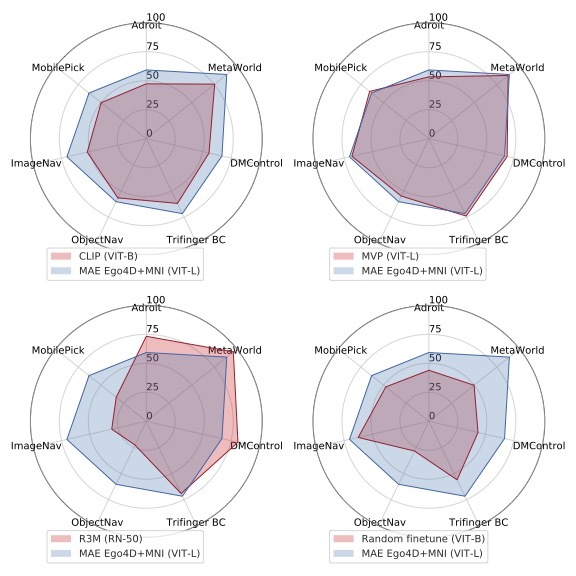 100
Adroit
75
MobilePick
MetaWorld
50
25
0
ImageNav
DMControl
ObjectNav
Trifinger BC
CLIP (VIT-B)
MAE Ego4D+MNI (VIT-L)
100
Adroit
75
MobilePick
MetaWorld
50
25
0
ImageNav
DMControl
ObjectNav
Trifinger BC
MVP (VIT-L)
MAE Ego4D+MNI (VIT-L)
100
Adroit
75
MobilePick
MetaWorld
50
25
0
ImageNav
DMControl
ObjectNav
Trifinger BC
R3M (RN-50)
MAE Ego4D+MNI (VIT-L)
100
Adroit
75
MobilePick
MetaWorld
50
25
0
ImageNav
DMControl
ObjectNav
Trifinger BC
Random finetune (VIT-B)
MAE Ego4D+MNI (VIT-L)